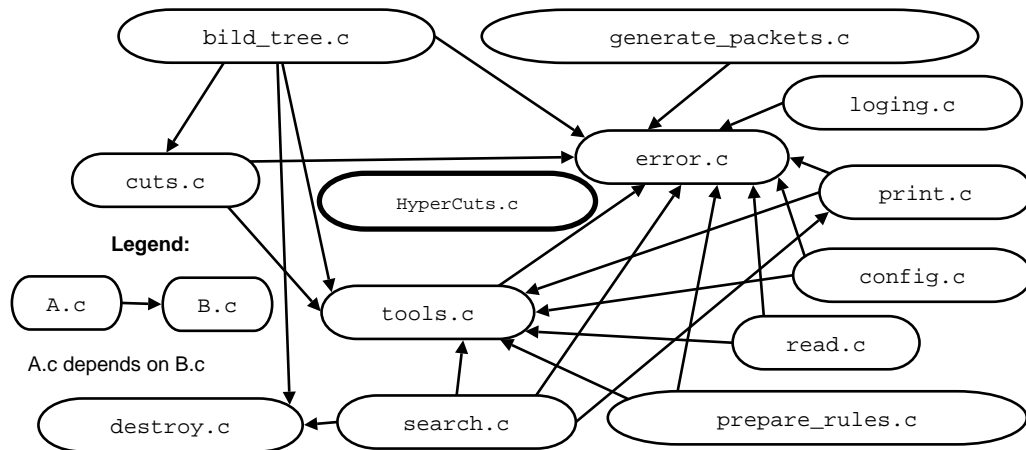 bild_tree.c
generate_packets.c
loging.c
error.c
cuts.c
HyperCuts.c
print.c
Legend:
config.c
A.c
B.c
tools.c
read.c
A.c depends on B.c
destroy.c
search.c
prepare_rules.c